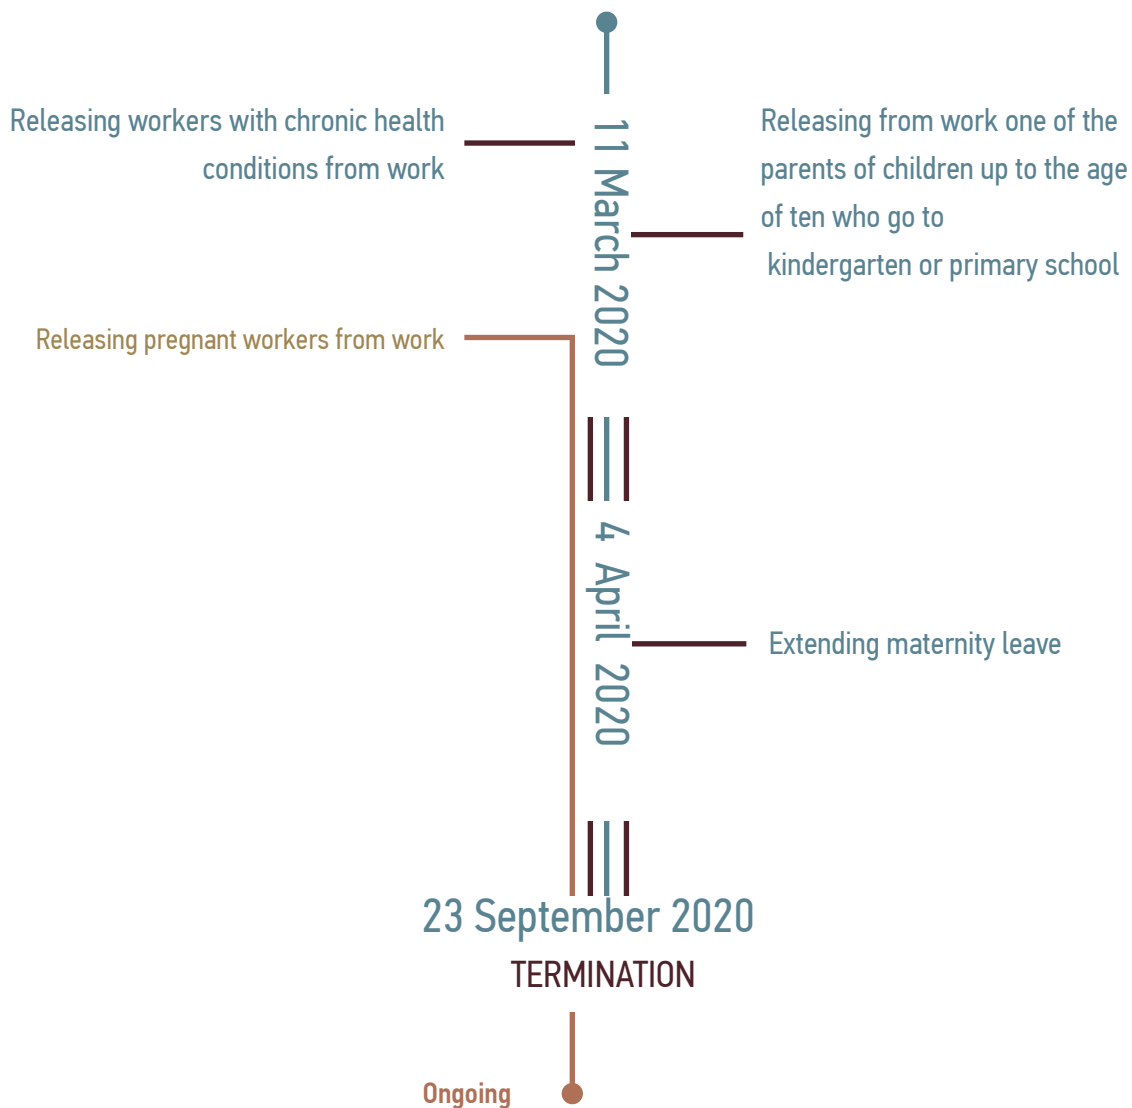 Releasing workers with chronic health
conditions from work
11 March 2020
Releasing from work one of the
parents of children up to the age
of ten who go to
kindergarten or primary school
Releasing pregnant workers from work
4 April 2020
Extending maternity leave
23 September 2020
TERMINATION
Ongoing